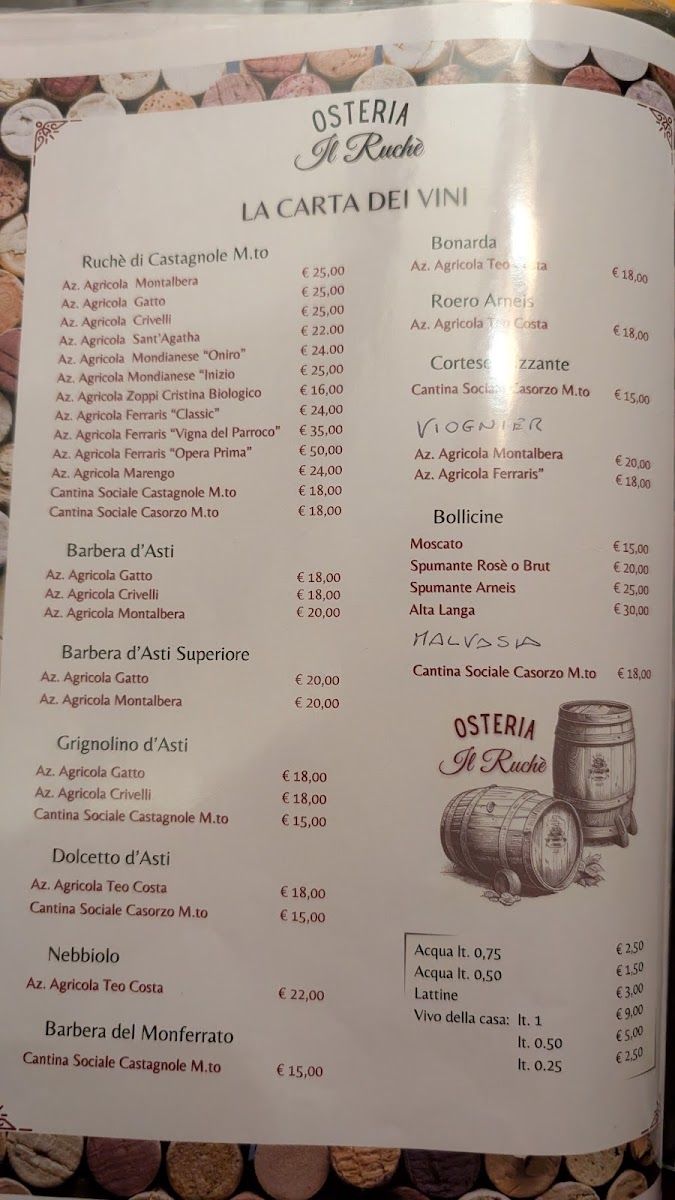 OSTERIA
Il Ruchè
LA CARTA DEI VINI
Ruchè di Castagnole M.to
Az. Agricola Montalbera € 25,00
Az. Agricola Gatto € 25,00
Az. Agricola Crivelli € 25,00
Az. Agricola Sant'Agatha € 22.00
Az. Agricola Mondianese "Oniro" € 24.00
Az. Agricola Mondianese "Inizio € 25,00
Az. Agricola Zoppi Cristina Biologico € 16,00
Az. Agricola Ferraris "Classic" € 24,00
Az. Agricola Ferraris "Vigna del Parroco" € 35,00
Az. Agricola Ferraris "Opera Prima" € 50,00
Az. Agricola Marengo € 24,00
Cantina Sociale Castagnole M.to € 18,00
Cantina Sociale Casorzo M.to € 18,00
Barbera d'Asti
Az. Agricola Gatto € 18,00
Az. Agricola Crivelli € 18,00
Az. Agricola Montalbera € 20,00
Barbera d'Asti Superiore
Az. Agricola Gatto € 20,00
Az. Agricola Montalbera € 20,00
Grignolino d'Asti
Az. Agricola Gatto € 18,00
Az. Agricola Crivelli € 18,00
Cantina Sociale Castagnole M.to € 15,00
Dolcetto d'Asti
Az. Agricola Teo Costa € 18,00
Cantina Sociale Casorzo M.to € 15,00
Nebbiolo
Az. Agricola Teo Costa € 22,00
Barbera del Monferrato
Cantina Sociale Castagnole M.to € 15,00
Bonarda
Az. Agricola Teo € 18,00
Roero Arneis
Az. Agricola Teo Costa € 18,00
Cortese
Cantina Sociale Casorzo M.to € 15,00
VIOGNIER
Az. Agricola Montalbera € 20,00
Az. Agricola Ferraris" € 18,00
Bollicine
Moscato € 15,00
Spumante Rosè o Brut € 20,00
Spumante Arneis € 25,00
Alta Langa € 30,00
MALVASIA
Cantina Sociale Casorzo M.to € 18,00
OSTERIA
Il Ruchè
Acqua lt. 0,75 € 2,50
Acqua lt. 0,50 € 1,50
Lattine € 3,00
Vivo della casa: lt. 1 € 9,00
lt. 0.50 € 5,00
lt. 0.25 € 2,50